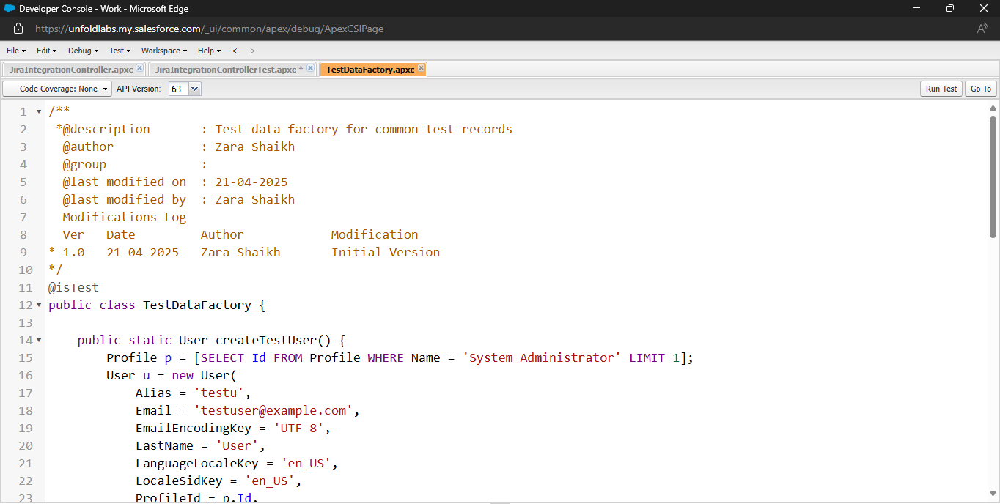 Developer Console - Work - Microsoft Edge
https://unfoldlabs.my.salesforce.com/_ui/common/apex/debug/ApexCSIPage
File Edit Debug Test Workspace Help < >
JiraIntegrationController.apxc JiraIntegrationControllerTest.apxc * TestDataFactory.apxc
Code Coverage: None API Version: 63 Run Test Go To
1 /**
2 *@description : Test data factory for common test records
3 @author : Zara Shaikh
4 @group :
5 @last modified on : 21-04-2025
6 @last modified by : Zara Shaikh
7 Modifications Log
8 Ver Date Author Modification
9 * 1.0 21-04-2025 Zara Shaikh Initial Version
10 */
11 @isTest
12 public class TestDataFactory {
13
14 public static User createTestUser() {
15 Profile p = [SELECT Id FROM Profile WHERE Name = 'System Administrator' LIMIT 1];
16 User u = new User(
17 Alias = 'testu',
18 Email = 'testuser@example.com',
19 EmailEncodingKey = 'UTF-8',
20 LastName = 'User',
21 LanguageLocaleKey = 'en_US',
22 LocaleSidKey = 'en_US',
23 ProfileId = p.Id,